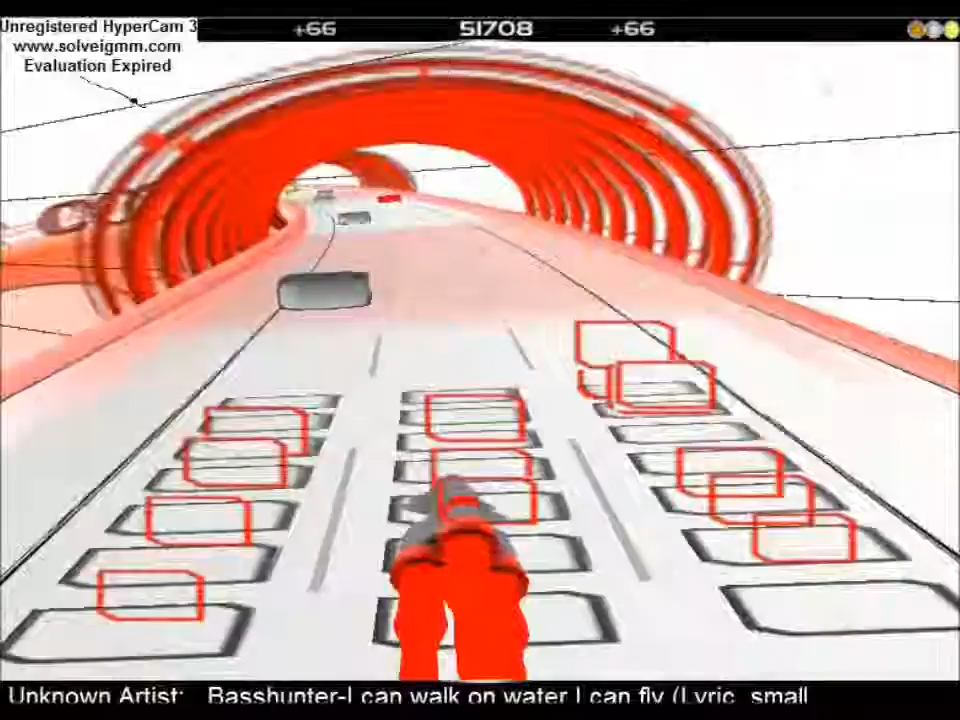 Unregistered HyperCam 3
www.solveigmm.com
Evaluation Expired
+66 51708 +66
Unknown Artist: Basshunter-I can walk on water I can fly (Lyric small